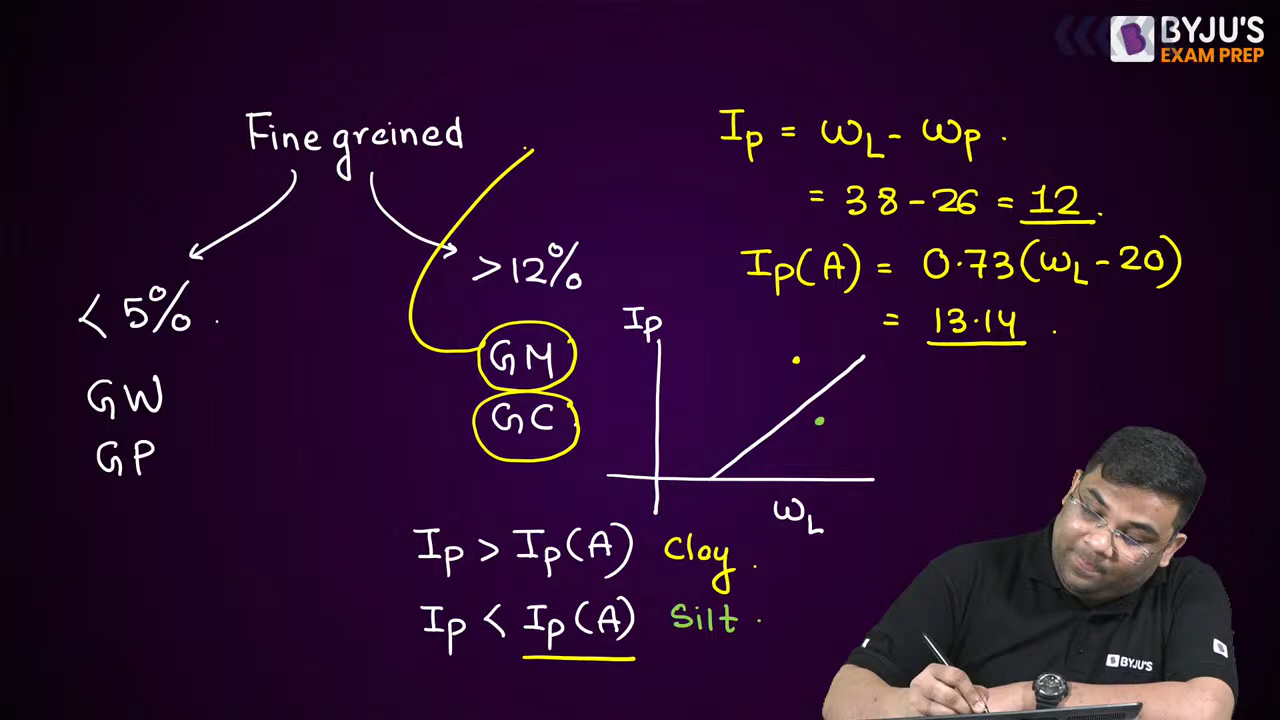 BYJU'S
EXAM PREP
Fine grained
< 5% .
GW
GP
> 12%
GM
GC
Ip = ωL - ωp .
= 38 - 26 = 12 .
Ip(A) = 0.73(ωL - 20)
= 13.14 .
Ip
ωL
Ip > Ip(A) Clay .
Ip < Ip(A) Silt .
BYJU'S